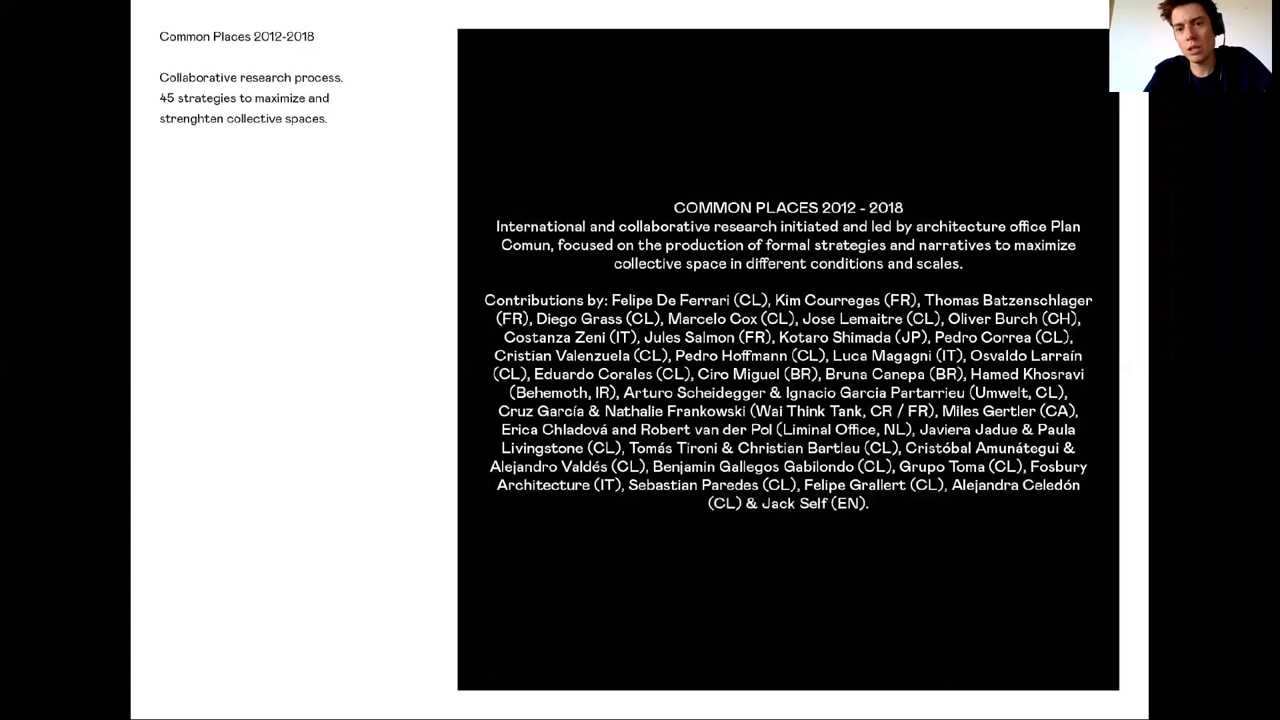 Common Places 2012-2018
Collaborative research process.
45 strategies to maximize and
strenghten collective spaces.
COMMON PLACES 2012 - 2018
International and collaborative research initiated and led by architecture office Plan
Comun, focused on the production of formal strategies and narratives to maximize
collective space in different conditions and scales.
Contributions by: Felipe De Ferrari (CL), Kim Courreges (FR), Thomas Batzenschlager
(FR), Diego Grass (CL), Marcelo Cox (CL), Jose Lemaitre (CL), Oliver Burch (CH),
Costanza Zeni (IT), Jules Salmon (FR), Kotaro Shimada (JP), Pedro Correa (CL),
Cristian Valenzuela (CL), Pedro Hoffmann (CL), Luca Magagni (IT), Osvaldo Larraín
(CL), Eduardo Corales (CL), Ciro Miguel (BR), Bruna Canepa (BR), Hamed Khosravi
(Behemoth, IR), Arturo Scheidegger & Ignacio Garcia Partarrieu (Umwelt, CL),
Cruz García & Nathalie Frankowski (Wai Think Tank, CR / FR), Miles Gertler (CA),
Erica Chladová and Robert van der Pol (Liminal Office, NL), Javiera Jadue & Paula
Livingstone (CL), Tomás Tironi & Christian Bartlau (CL), Cristóbal Amunátegui &
Alejandro Valdés (CL), Benjamin Gallegos Gabilondo (CL), Grupo Toma (CL), Fosbury
Architecture (IT), Sebastian Paredes (CL), Felipe Grallert (CL), Alejandra Celedón
(CL) & Jack Self (EN).